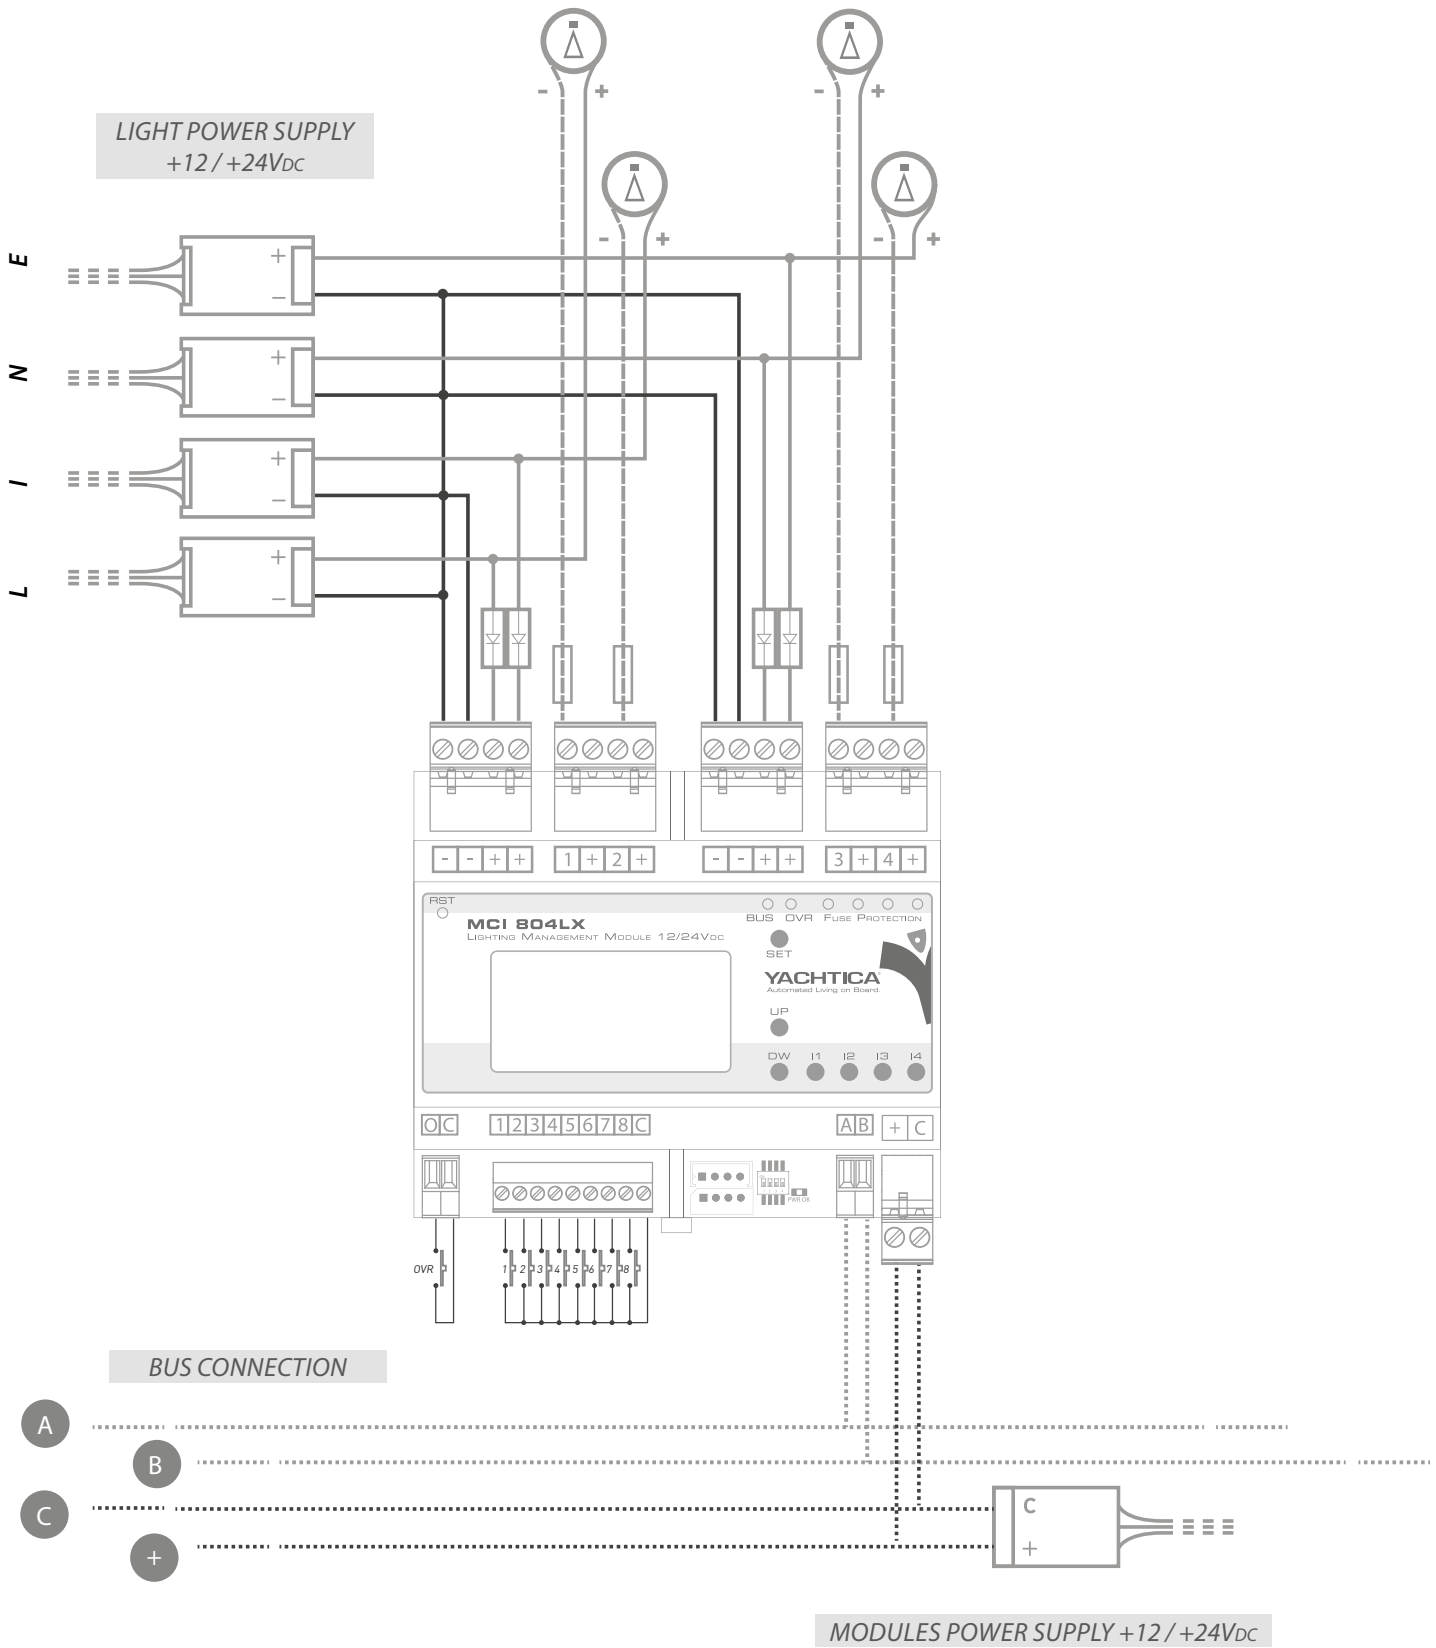 - +
- +
LIGHT POWER SUPPLY
+12 / +24VDC
- +
- +
E
+
-
N
+
-
I
+
-
L
+
-
- - + +
1 + 2 +
- - + +
3 + 4 +
RST
BUS OVR FUSE PROTECTION
MCI 804LX
LIGHTING MANAGEMENT MODULE 12/24VDC
SET
YACHTICA
Automated Living on Board.
UP
DW I1 I2 I3 I4
O C
1 2 3 4 5 6 7 8 C
A B
+ C
PWR OK
OVR
1 2 3 4 5 6 7 8
BUS CONNECTION
A
B
C
C
+
+
MODULES POWER SUPPLY +12 / +24VDC